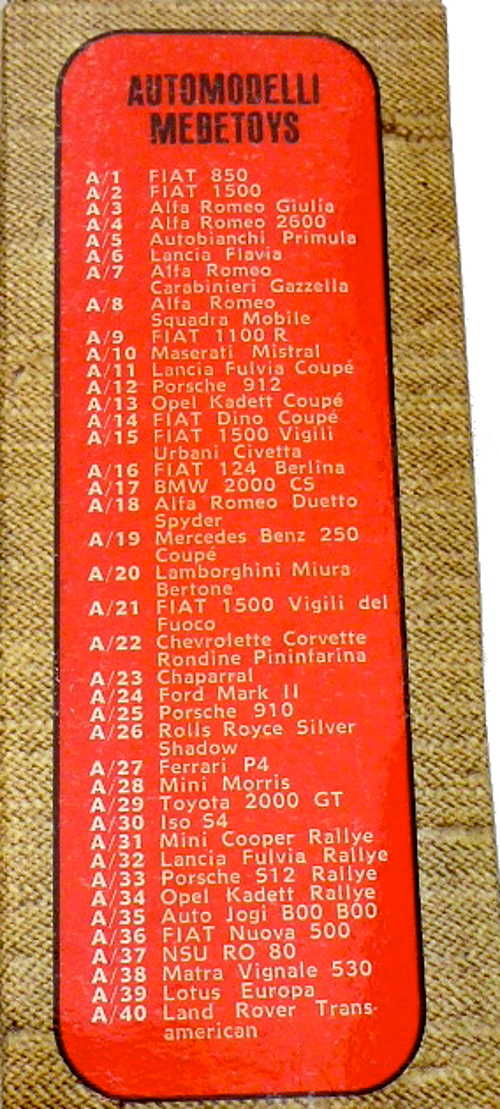 AUTOMODELLI
MEBETOYS
A/1 FIAT 850
A/2 FIAT 1500
A/3 Alfa Romeo Giulia
A/4 Alfa Romeo 2600
A/5 Autobianchi Primula
A/6 Lancia Flavia
A/7 Alfa Romeo
Carabinieri Gazzella
A/8 Alfa Romeo
Squadra Mobile
A/9 FIAT 1100 R
A/10 Maserati Mistral
A/11 Lancia Fulvia Coupé
A/12 Porsche 912
A/13 Opel Kadett Coupé
A/14 FIAT Dino Coupé
A/15 FIAT 1500 Vigili
Urbani Civetta
A/16 FIAT 124 Berlina
A/17 BMW 2000 CS
A/18 Alfa Romeo Duetto
Spyder
A/19 Mercedes Benz 250
Coupé
A/20 Lamborghini Miura
Bertone
A/21 FIAT 1500 Vigili del
Fuoco
A/22 Chevrolette Corvette
Rondine Pininfarina
A/23 Chaparral
A/24 Ford Mark II
A/25 Porsche 910
A/26 Rolls Royce Silver
Shadow
A/27 Ferrari P4
A/28 Mini Morris
A/29 Toyota 2000 GT
A/30 Iso S4
A/31 Mini Cooper Rallye
A/32 Lancia Fulvia Rallye
A/33 Porsche 912 Rallye
A/34 Opel Kadett Rallye
A/35 Auto Jogi B00 B00
A/36 FIAT Nuova 500
A/37 NSU RO 80
A/38 Matra Vignale 530
A/39 Lotus Europa
A/40 Land Rover Trans-
american